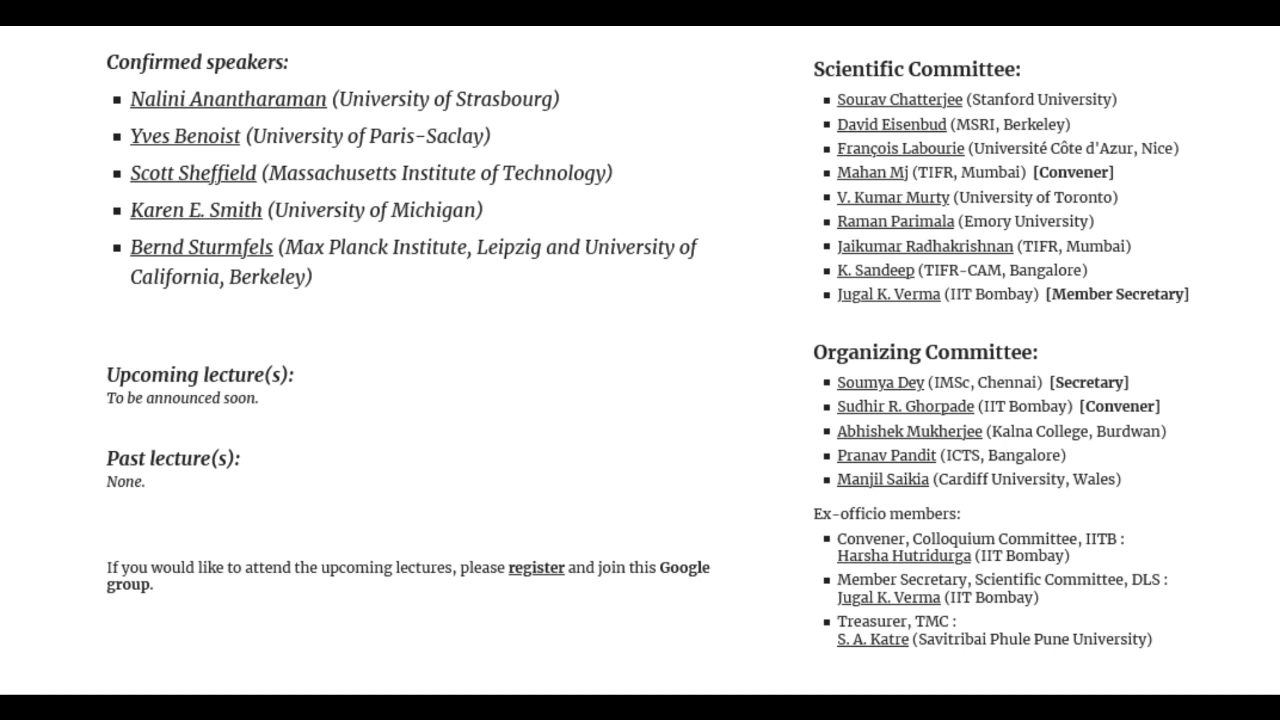 Confirmed speakers:
▪ Nalini Anantharaman (University of Strasbourg)
▪ Yves Benoist (University of Paris-Saclay)
▪ Scott Sheffield (Massachusetts Institute of Technology)
▪ Karen E. Smith (University of Michigan)
▪ Bernd Sturmfels (Max Planck Institute, Leipzig and University of
California, Berkeley)
Upcoming lecture(s):
To be announced soon.
Past lecture(s):
None.
If you would like to attend the upcoming lectures, please register and join this Google
group.
Scientific Committee:
▪ Sourav Chatterjee (Stanford University)
▪ David Eisenbud (MSRI, Berkeley)
▪ François Labourie (Université Côte d'Azur, Nice)
▪ Mahan Mj (TIFR, Mumbai) [Convener]
▪ V. Kumar Murty (University of Toronto)
▪ Raman Parimala (Emory University)
▪ Jaikumar Radhakrishnan (TIFR, Mumbai)
▪ K. Sandeep (TIFR-CAM, Bangalore)
▪ Jugal K. Verma (IIT Bombay) [Member Secretary]
Organizing Committee:
▪ Soumya Dey (IMSc, Chennai) [Secretary]
▪ Sudhir R. Ghorpade (IIT Bombay) [Convener]
▪ Abhishek Mukherjee (Kalna College, Burdwan)
▪ Pranav Pandit (ICTS, Bangalore)
▪ Manjil Saikia (Cardiff University, Wales)
Ex-officio members:
▪ Convener, Colloquium Committee, IITB :
Harsha Hutridurga (IIT Bombay)
▪ Member Secretary, Scientific Committee, DLS :
Jugal K. Verma (IIT Bombay)
▪ Treasurer, TMC :
S. A. Katre (Savitribai Phule Pune University)